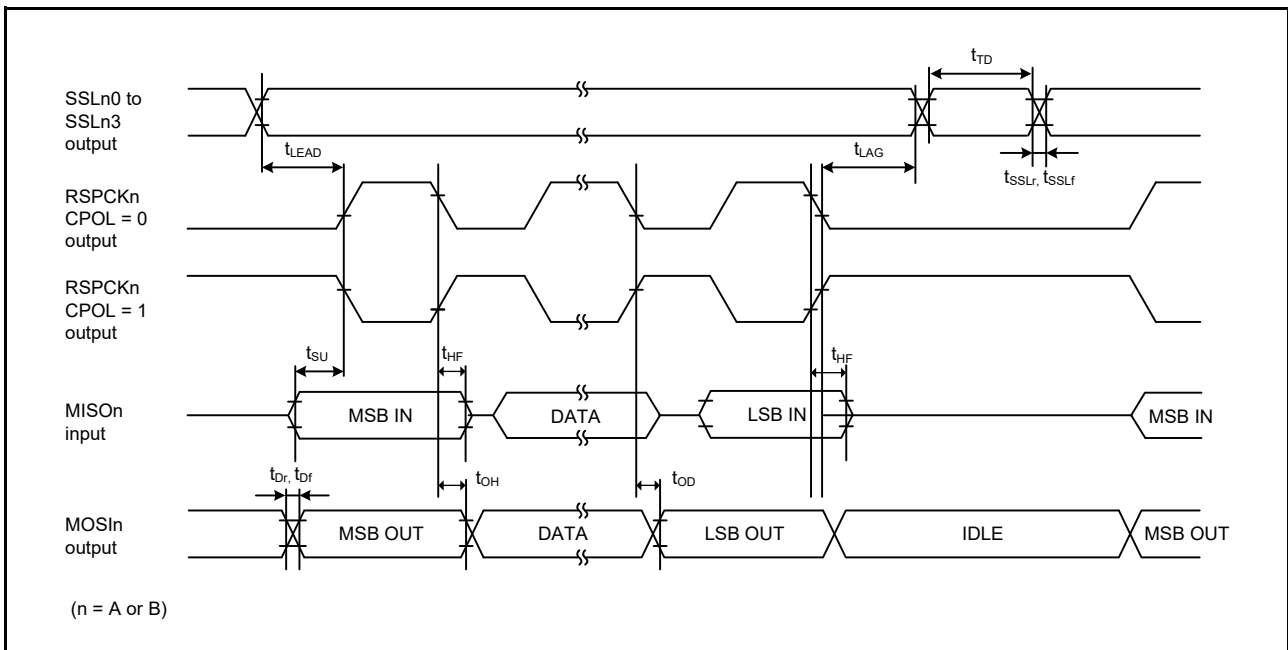 tTD
SSLn0 to
SSLn3
output
tLEAD
tLAG
tSSLr, tSSLf
RSPCKn
CPOL = 0
output
RSPCKn
CPOL = 1
output
tSU
tHF
tHF
MISOn
input
MSB IN
DATA
LSB IN
MSB IN
tDr, tDf
tOH
tOD
MOSIn
output
MSB OUT
DATA
LSB OUT
IDLE
MSB OUT
(n = A or B)